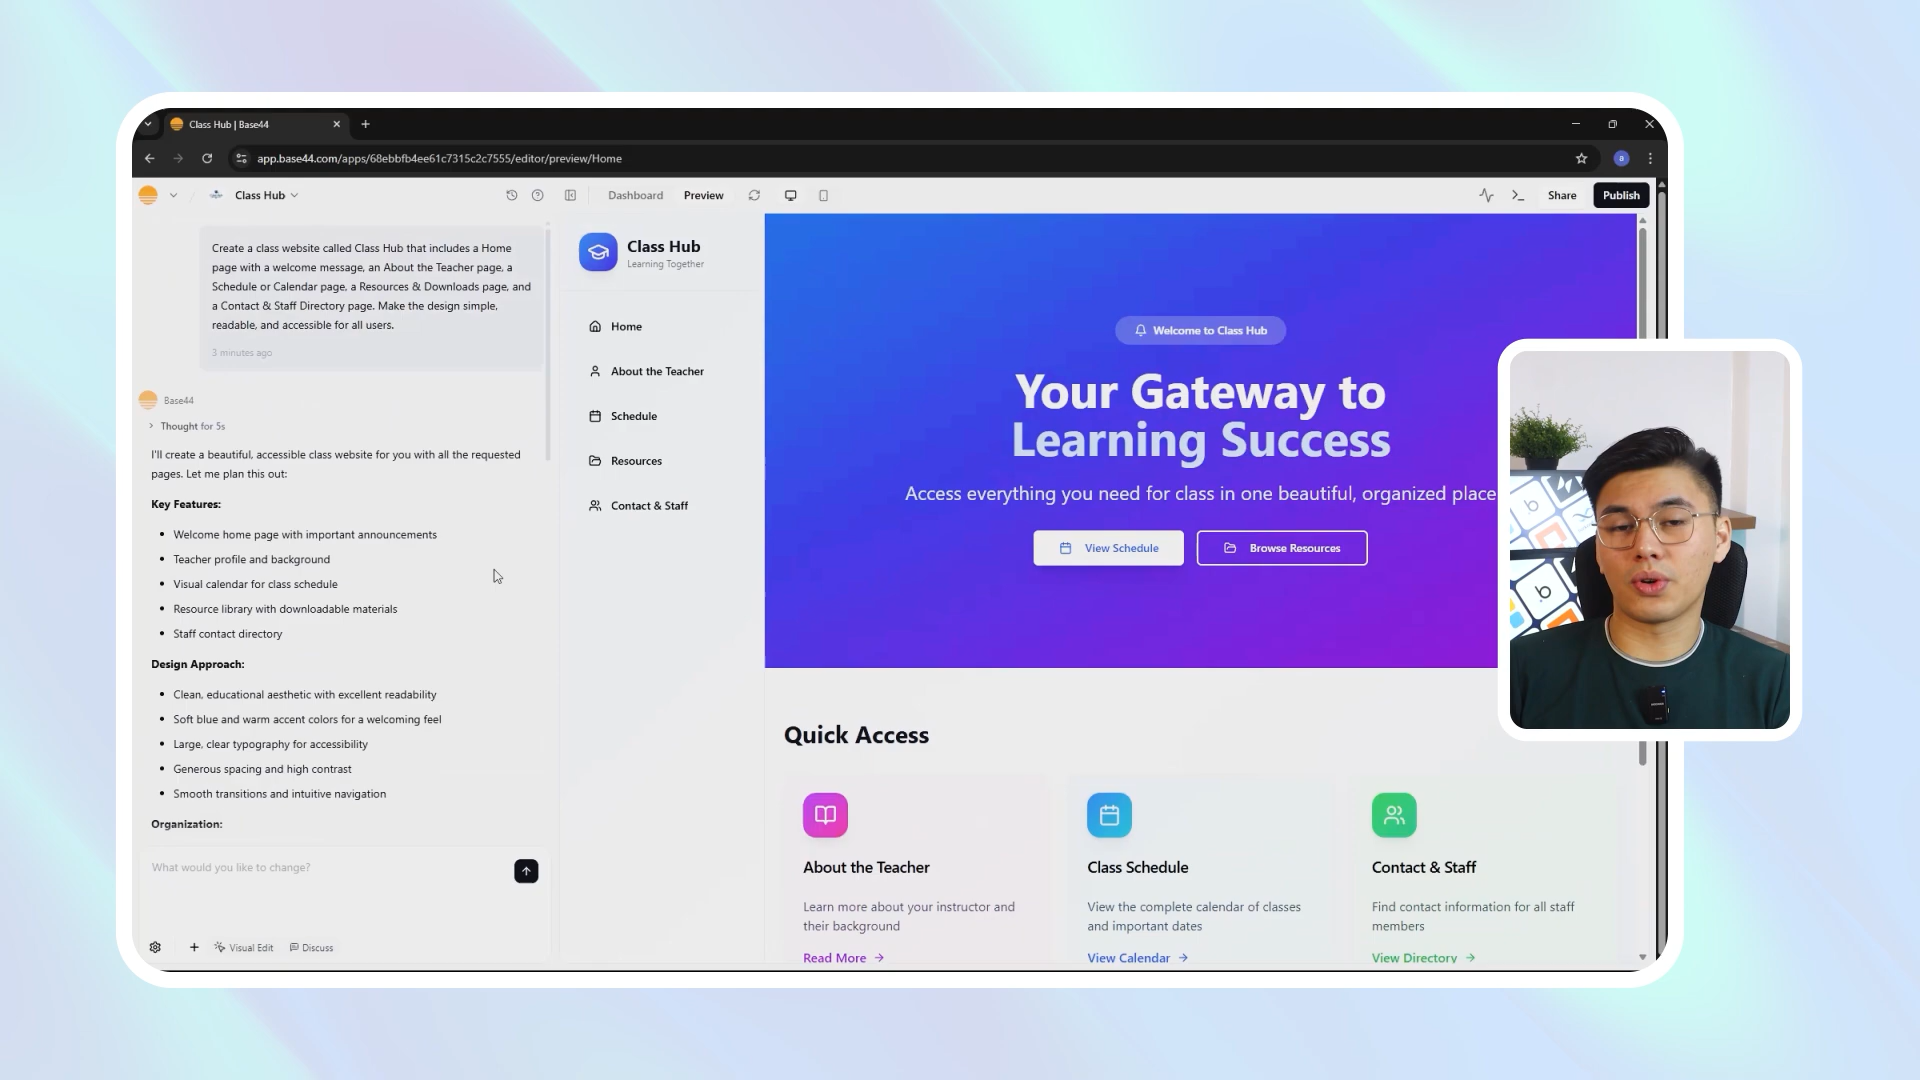 Class Hub | Base44
app.base44.com/apps/68ebbfb4ee61c7315c2c7555/editor/preview/Home
a
Class Hub
Dashboard
Preview
Share
Publish
Create a class website called Class Hub that includes a Home
page with a welcome message, an About the Teacher page, a
Schedule or Calendar page, a Resources & Downloads page, and
a Contact & Staff Directory page. Make the design simple,
readable, and accessible for all users.
3 minutes ago
Base44
Thought for 5s
I'll create a beautiful, accessible class website for you with all the requested
pages. Let me plan this out:
Key Features:
• Welcome home page with important announcements
• Teacher profile and background
• Visual calendar for class schedule
• Resource library with downloadable materials
• Staff contact directory
Design Approach:
• Clean, educational aesthetic with excellent readability
• Soft blue and warm accent colors for a welcoming feel
• Large, clear typography for accessibility
• Generous spacing and high contrast
• Smooth transitions and intuitive navigation
Organization:
What would you like to change?
Visual Edit
Discuss
Class Hub
Learning Together
Home
About the Teacher
Schedule
Resources
Contact & Staff
Welcome to Class Hub
Your Gateway to
Learning Success
Access everything you need for class in one beautiful, organized place
View Schedule
Browse Resources
Quick Access
About the Teacher
Learn more about your instructor and
their background
Read More →
Class Schedule
View the complete calendar of classes
and important dates
View Calendar →
Contact & Staff
Find contact information for all staff
members
View Directory →